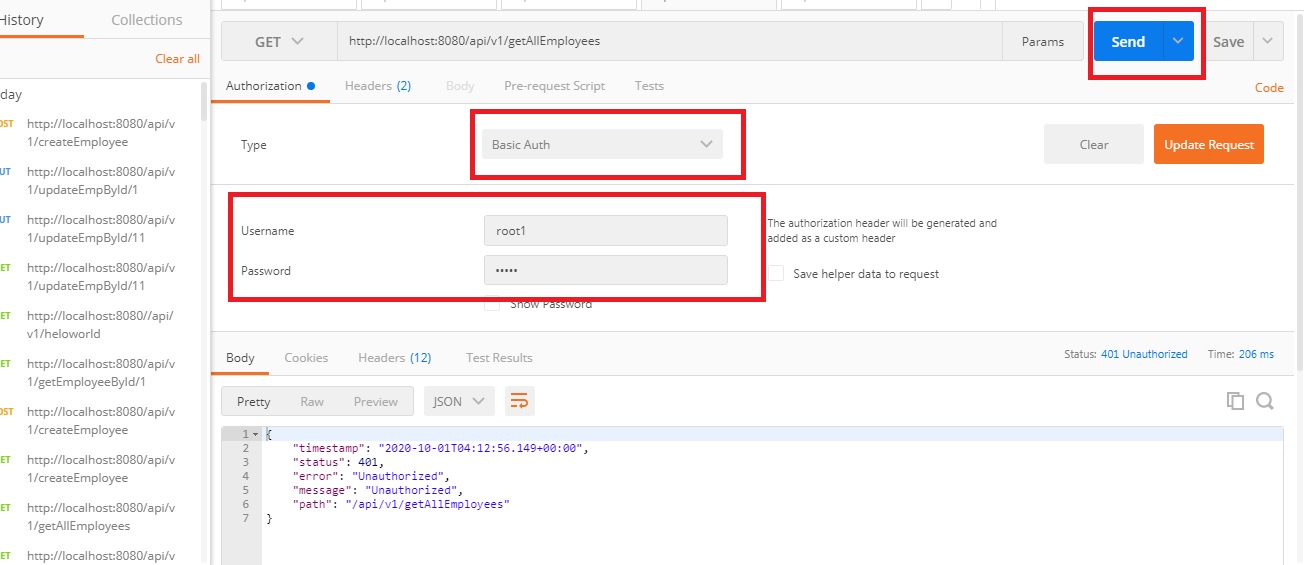 History Collections
Clear all
day
OST http://localhost:8080/api/v
1/createEmployee
UT http://localhost:8080/api/v
1/updateEmpById/1
UT http://localhost:8080/api/v
1/updateEmpById/11
ET http://localhost:8080/api/v
1/updateEmpById/11
ET http://localhost:8080//api/
v1/heloworld
ET http://localhost:8080/api/v
1/getEmployeeById/1
OST http://localhost:8080/api/v
1/createEmployee
ET http://localhost:8080/api/v
1/createEmployee
ET http://localhost:8080/api/v
1/getAllEmployees
ET http://localhost:8080/api/v
GET http://localhost:8080/api/v1/getAllEmployees Params Send Save
Authorization Headers (2) Body Pre-request Script Tests Code
Type Basic Auth Clear Update Request
Username root1
Password •••••
Show Password
The authorization header will be generated and
added as a custom header
Save helper data to request
Body Cookies Headers (12) Test Results Status: 401 Unauthorized Time: 206 ms
Pretty Raw Preview JSON
1 {
2 "timestamp": "2020-10-01T04:12:56.149+00:00",
3 "status": 401,
4 "error": "Unauthorized",
5 "message": "Unauthorized",
6 "path": "/api/v1/getAllEmployees"
7 }